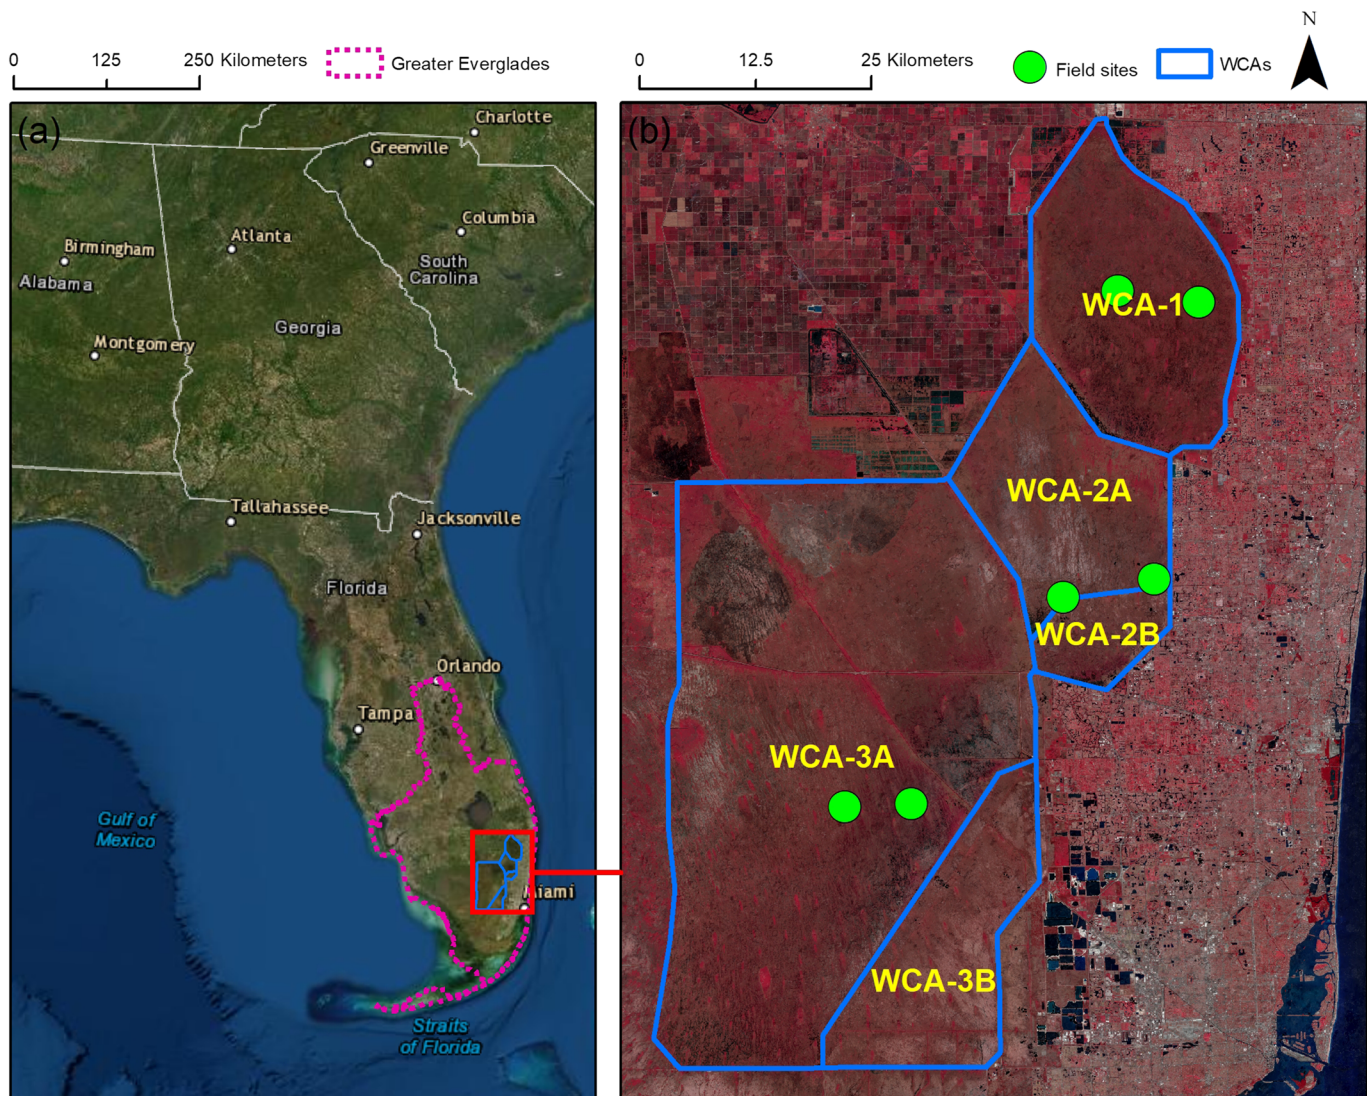 N
0 125 250 Kilometers Greater Everglades
0 12.5 25 Kilometers Field sites WCAs
(a)
Charlotte
Greenville
Columbia
Atlanta
Birmingham
South
Carolina
Alabama
Georgia
Montgomery
Tallahassee
Jacksonville
Florida
Orlando
Tampa
Gulf of
Mexico
Miami
Straits
of Florida
(b)
WCA-1
WCA-2A
WCA-2B
WCA-3A
WCA-3B